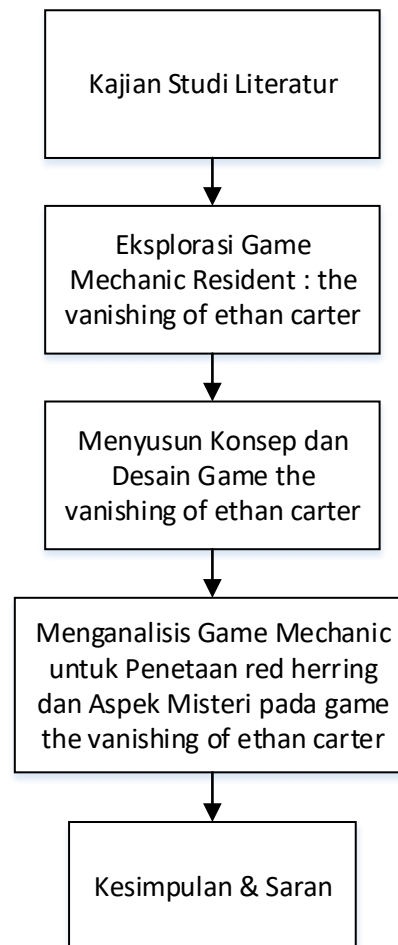 Kajian Studi Literatur
Eksplorasi Game
Mechanic Resident : the
vanishing of ethan carter
Menyusun Konsep dan
Desain Game the
vanishing of ethan carter
Menganalisis Game Mechanic
untuk Penetaan red herring
dan Aspek Misteri pada game
the vanishing of ethan carter
Kesimpulan & Saran